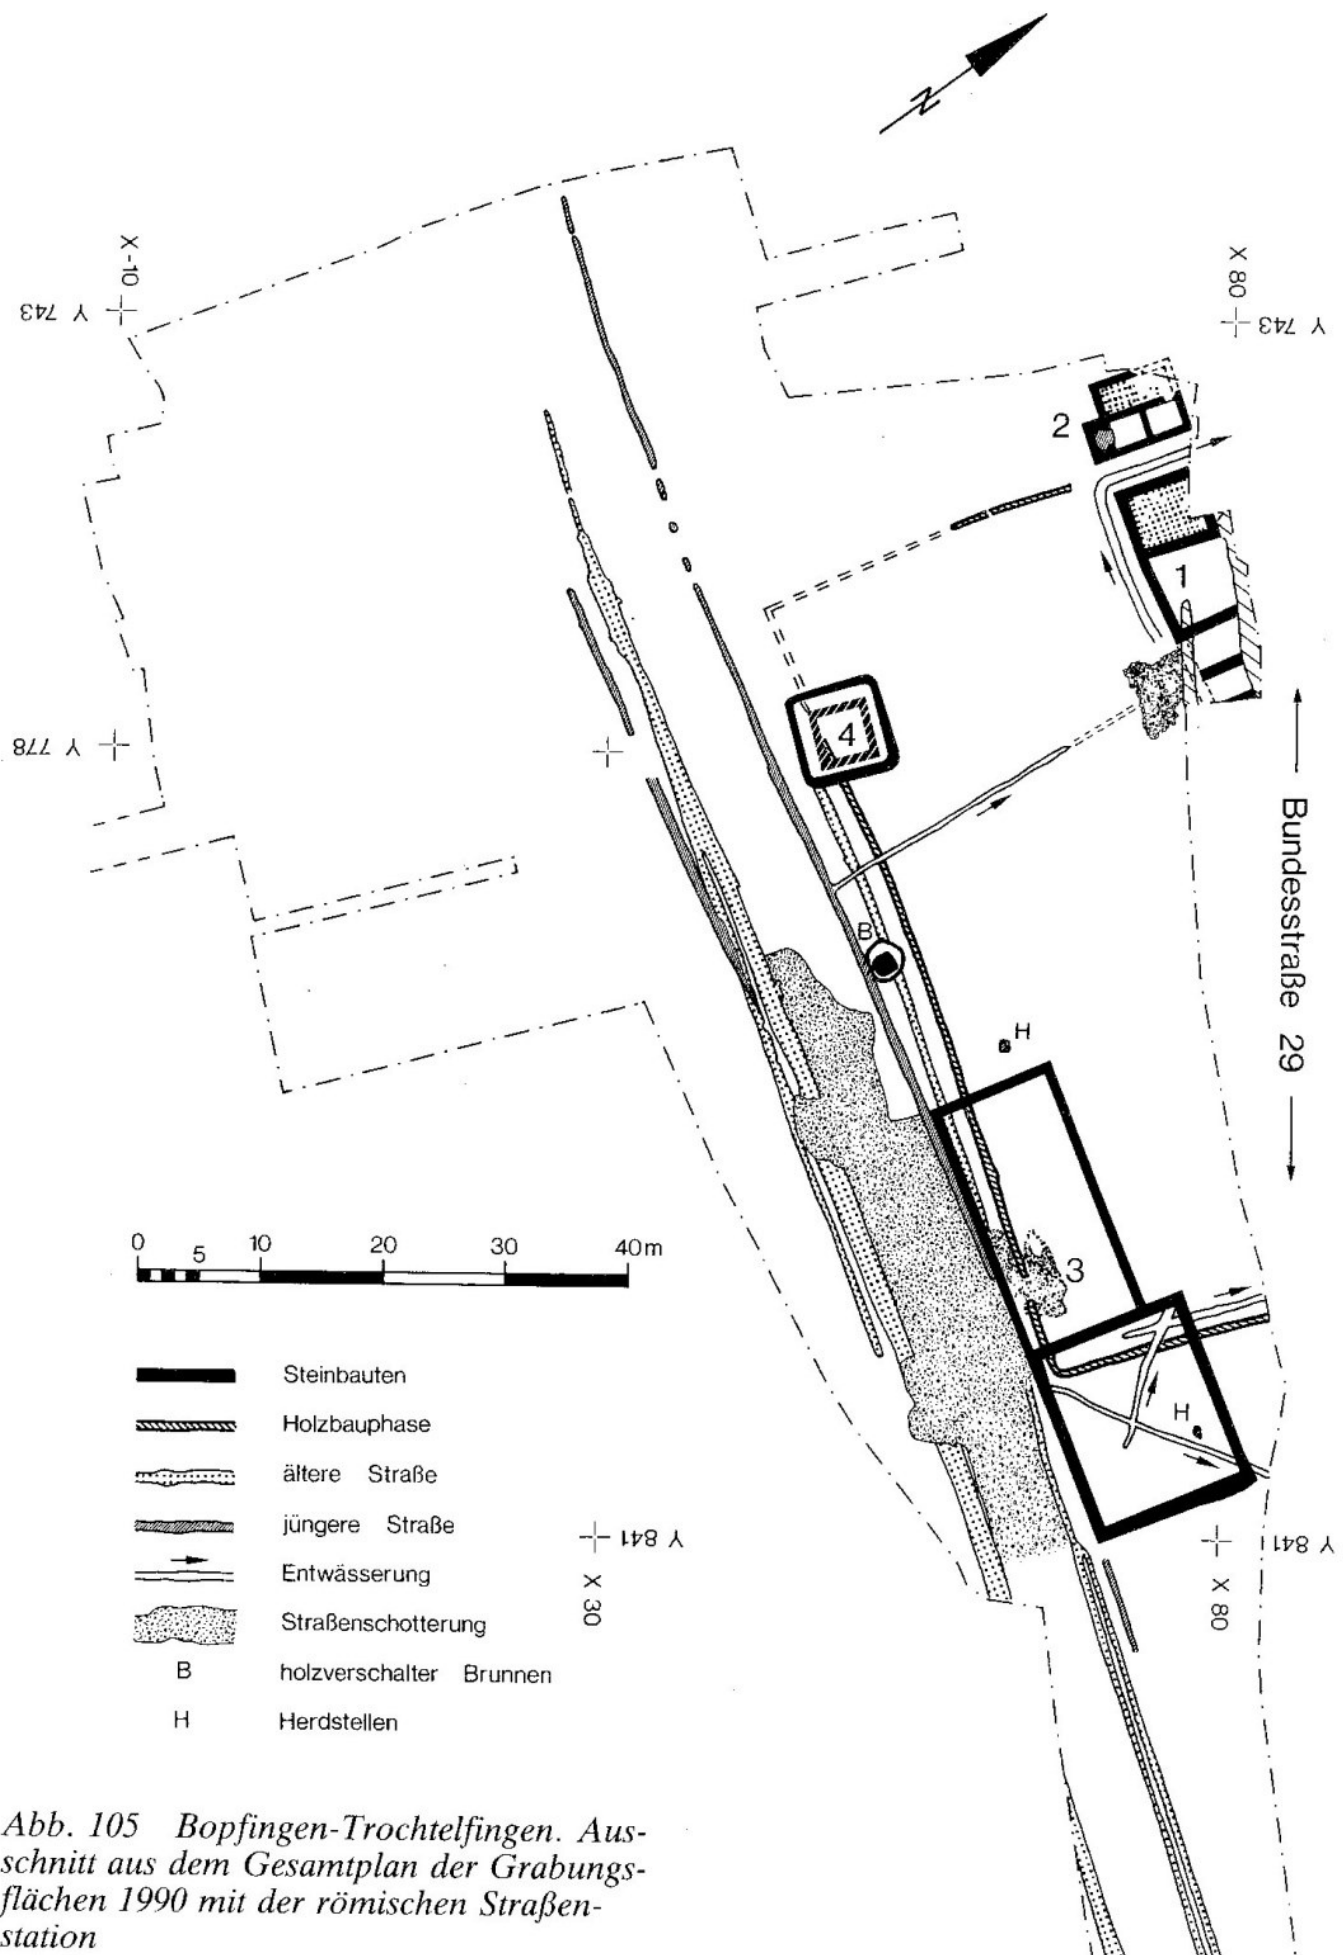 N
X -10
Y 743
X 80
Y 743
2
1
Y 778
4
B
Bundesstraße 29
H
3
H
0 5 10 20 30 40m
Steinbauten
Holzbauphase
ältere Straße
jüngere Straße
Entwässerung
Straßenschotterung
B holzverschalter Brunnen
H Herdstellen
Y 841
X 30
Y 841
X 80
Abb. 105 Bopfingen-Trochtelfingen. Aus-
schnitt aus dem Gesamtplan der Grabungs-
flächen 1990 mit der römischen Straßen-
station